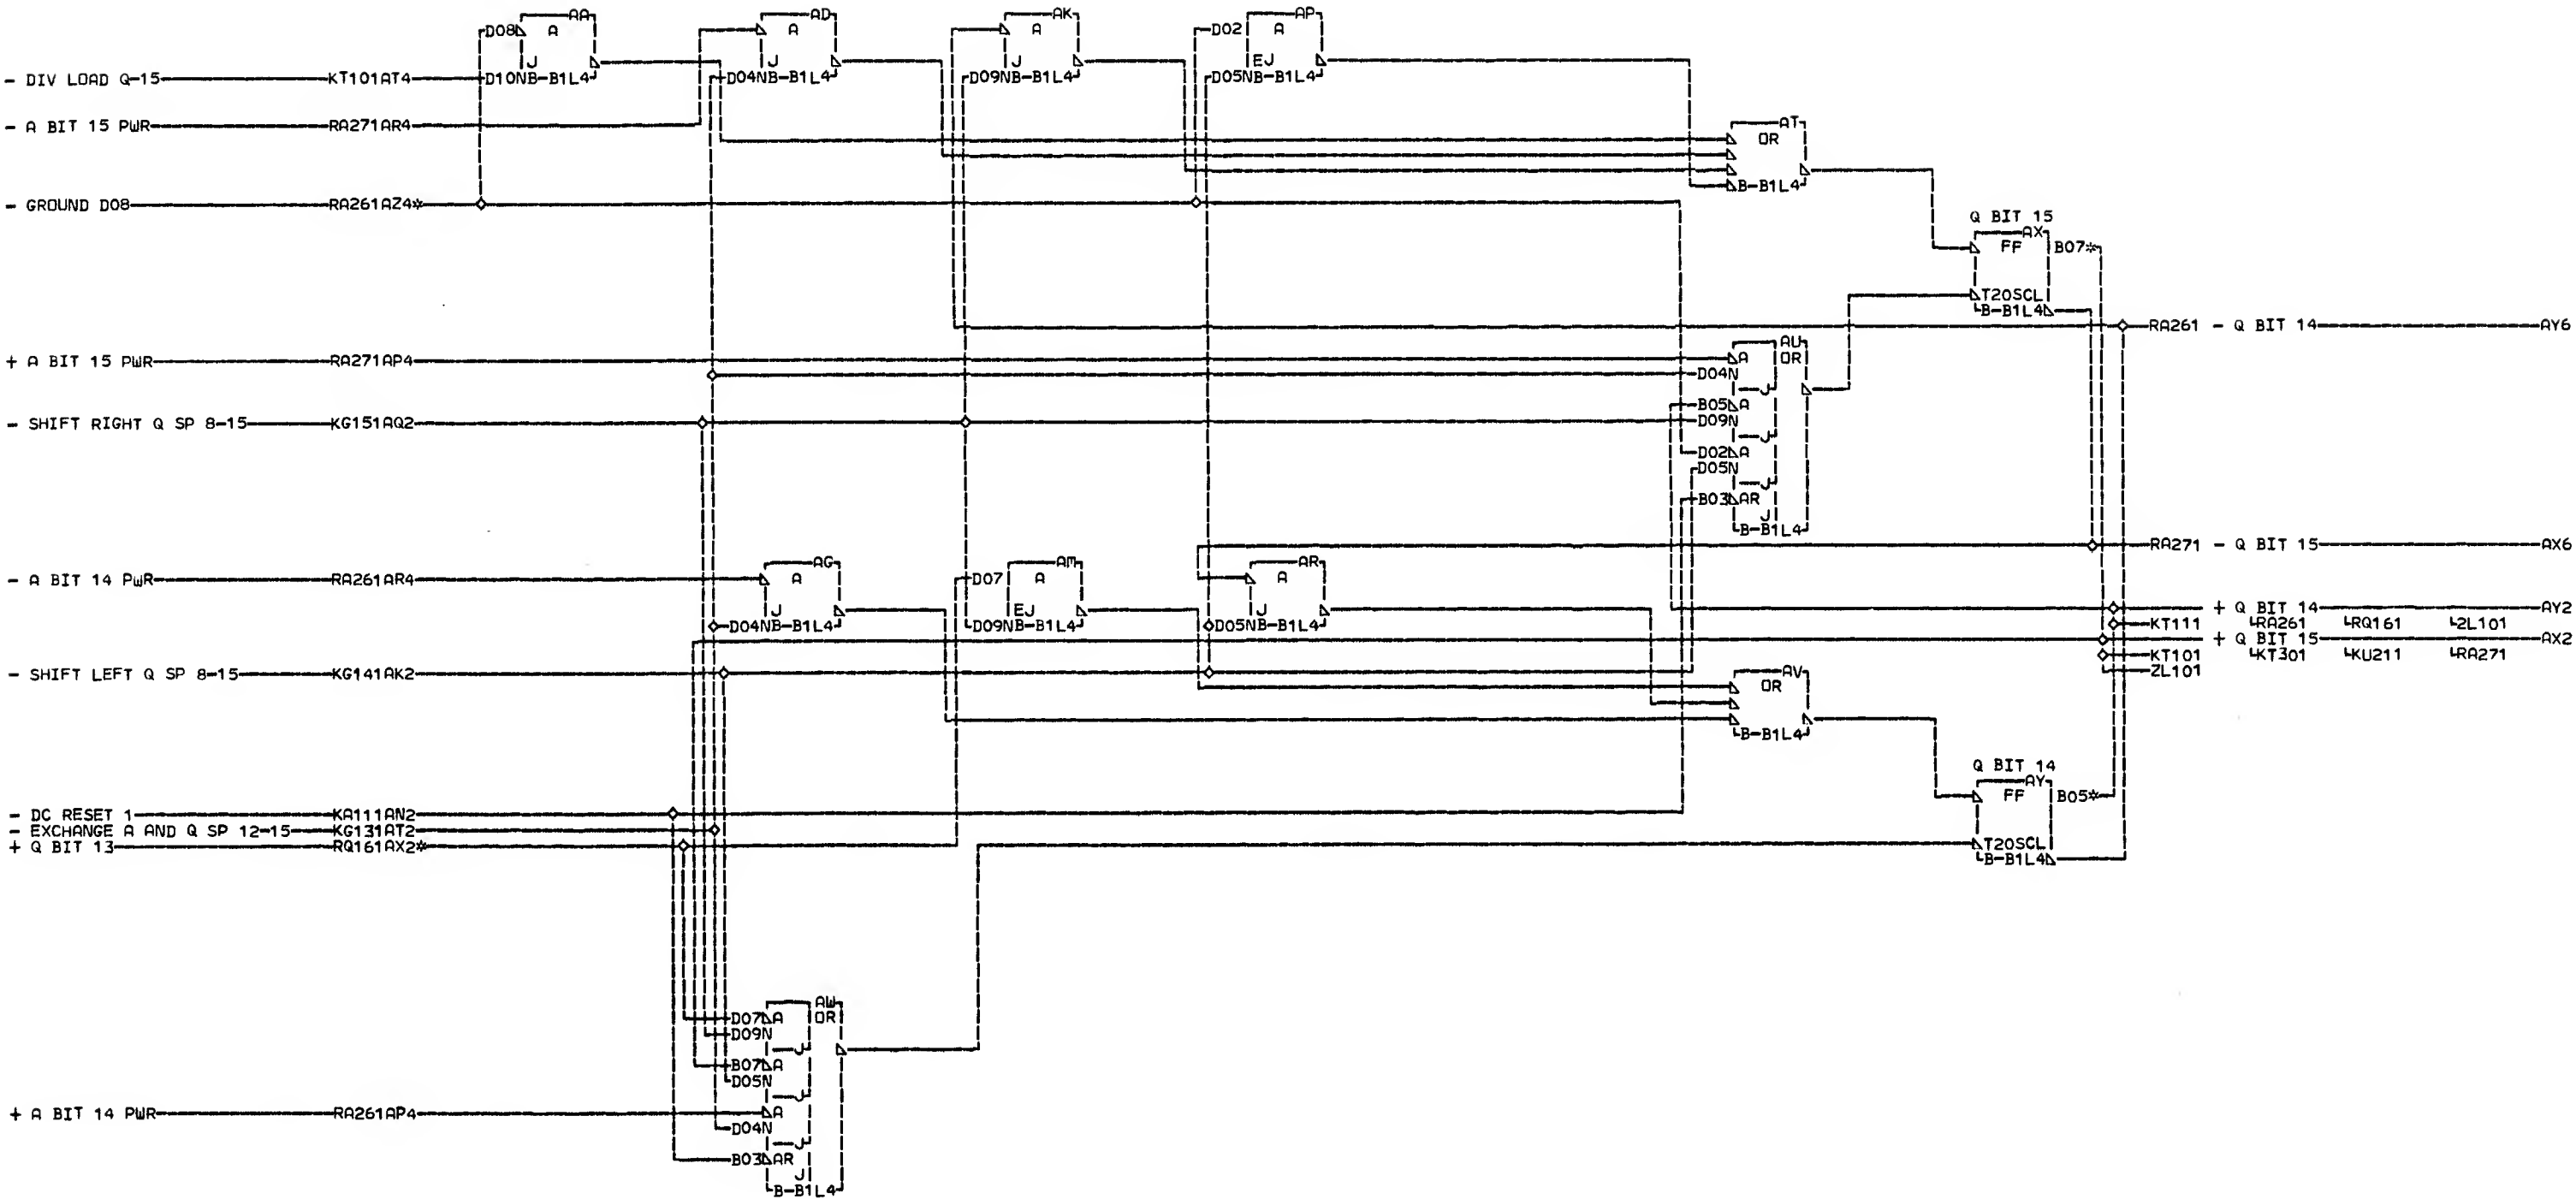 AA AD AK AP
D08 A A A D02 A
J J J EJ
- DIV LOAD Q-15 KT101AT4 D10NB-B1L4 D04NB-B1L4 D09NB-B1L4 D05NB-B1L4
- A BIT 15 PWR RA271AR4
AT
OR
B-B1L4
- GROUND D08 RA261AZ4*
Q BIT 15
AX
FF B07*
T20SCL
B-B1L4
RA261 - Q BIT 14 AY6
AU
+ A BIT 15 PWR RA271AP4 A OR
D04N
J
B05 A
- SHIFT RIGHT Q SP 8-15 KG151AQ2 D09N
J
D02 A
D05N
J
B03 AR
J
B-B1L4
RA271 - Q BIT 15 AX6
AG AM AR
- A BIT 14 PWR RA261AR4 A D07 A A
J EJ J
+ Q BIT 14 AY2
D04NB-B1L4 D09NB-B1L4 D05NB-B1L4 KT111 RA261 RQ161 2L101
+ Q BIT 15 AX2
KT101 KT301 KU211 RA271
- SHIFT LEFT Q SP 8-15 KG141AK2 ZL101
AV
OR
B-B1L4
Q BIT 14
AY
FF B05*
- DC RESET 1 KA111AN2
- EXCHANGE A AND Q SP 12-15 KG131AT2
+ Q BIT 13 RQ161AX2*
T20SCL
B-B1L4
AW
D07 A OR
D09N
J
B07 A
D05N
J
+ A BIT 14 PWR RA261AP4 A
D04N
J
B03 AR
J
B-B1L4